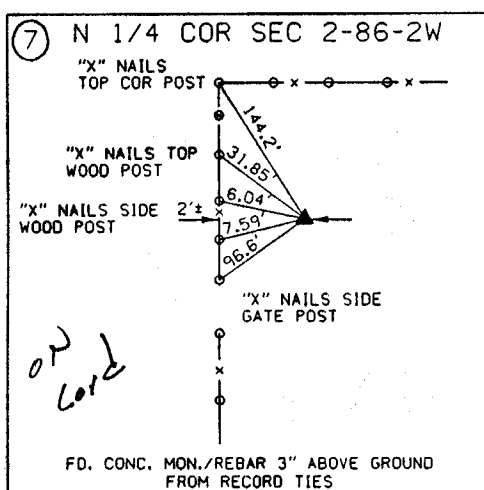 7 N 1/4 COR SEC 2-86-2W
"X" NAILS
TOP COR POST
144.2'
"X" NAILS TOP
WOOD POST
31.85'
6.04'
"X" NAILS SIDE
WOOD POST
2'±
7.59'
96.6'
"X" NAILS SIDE
GATE POST
ON
FD. CONC. MON./REBAR 3" ABOVE GROUND
FROM RECORD TIES